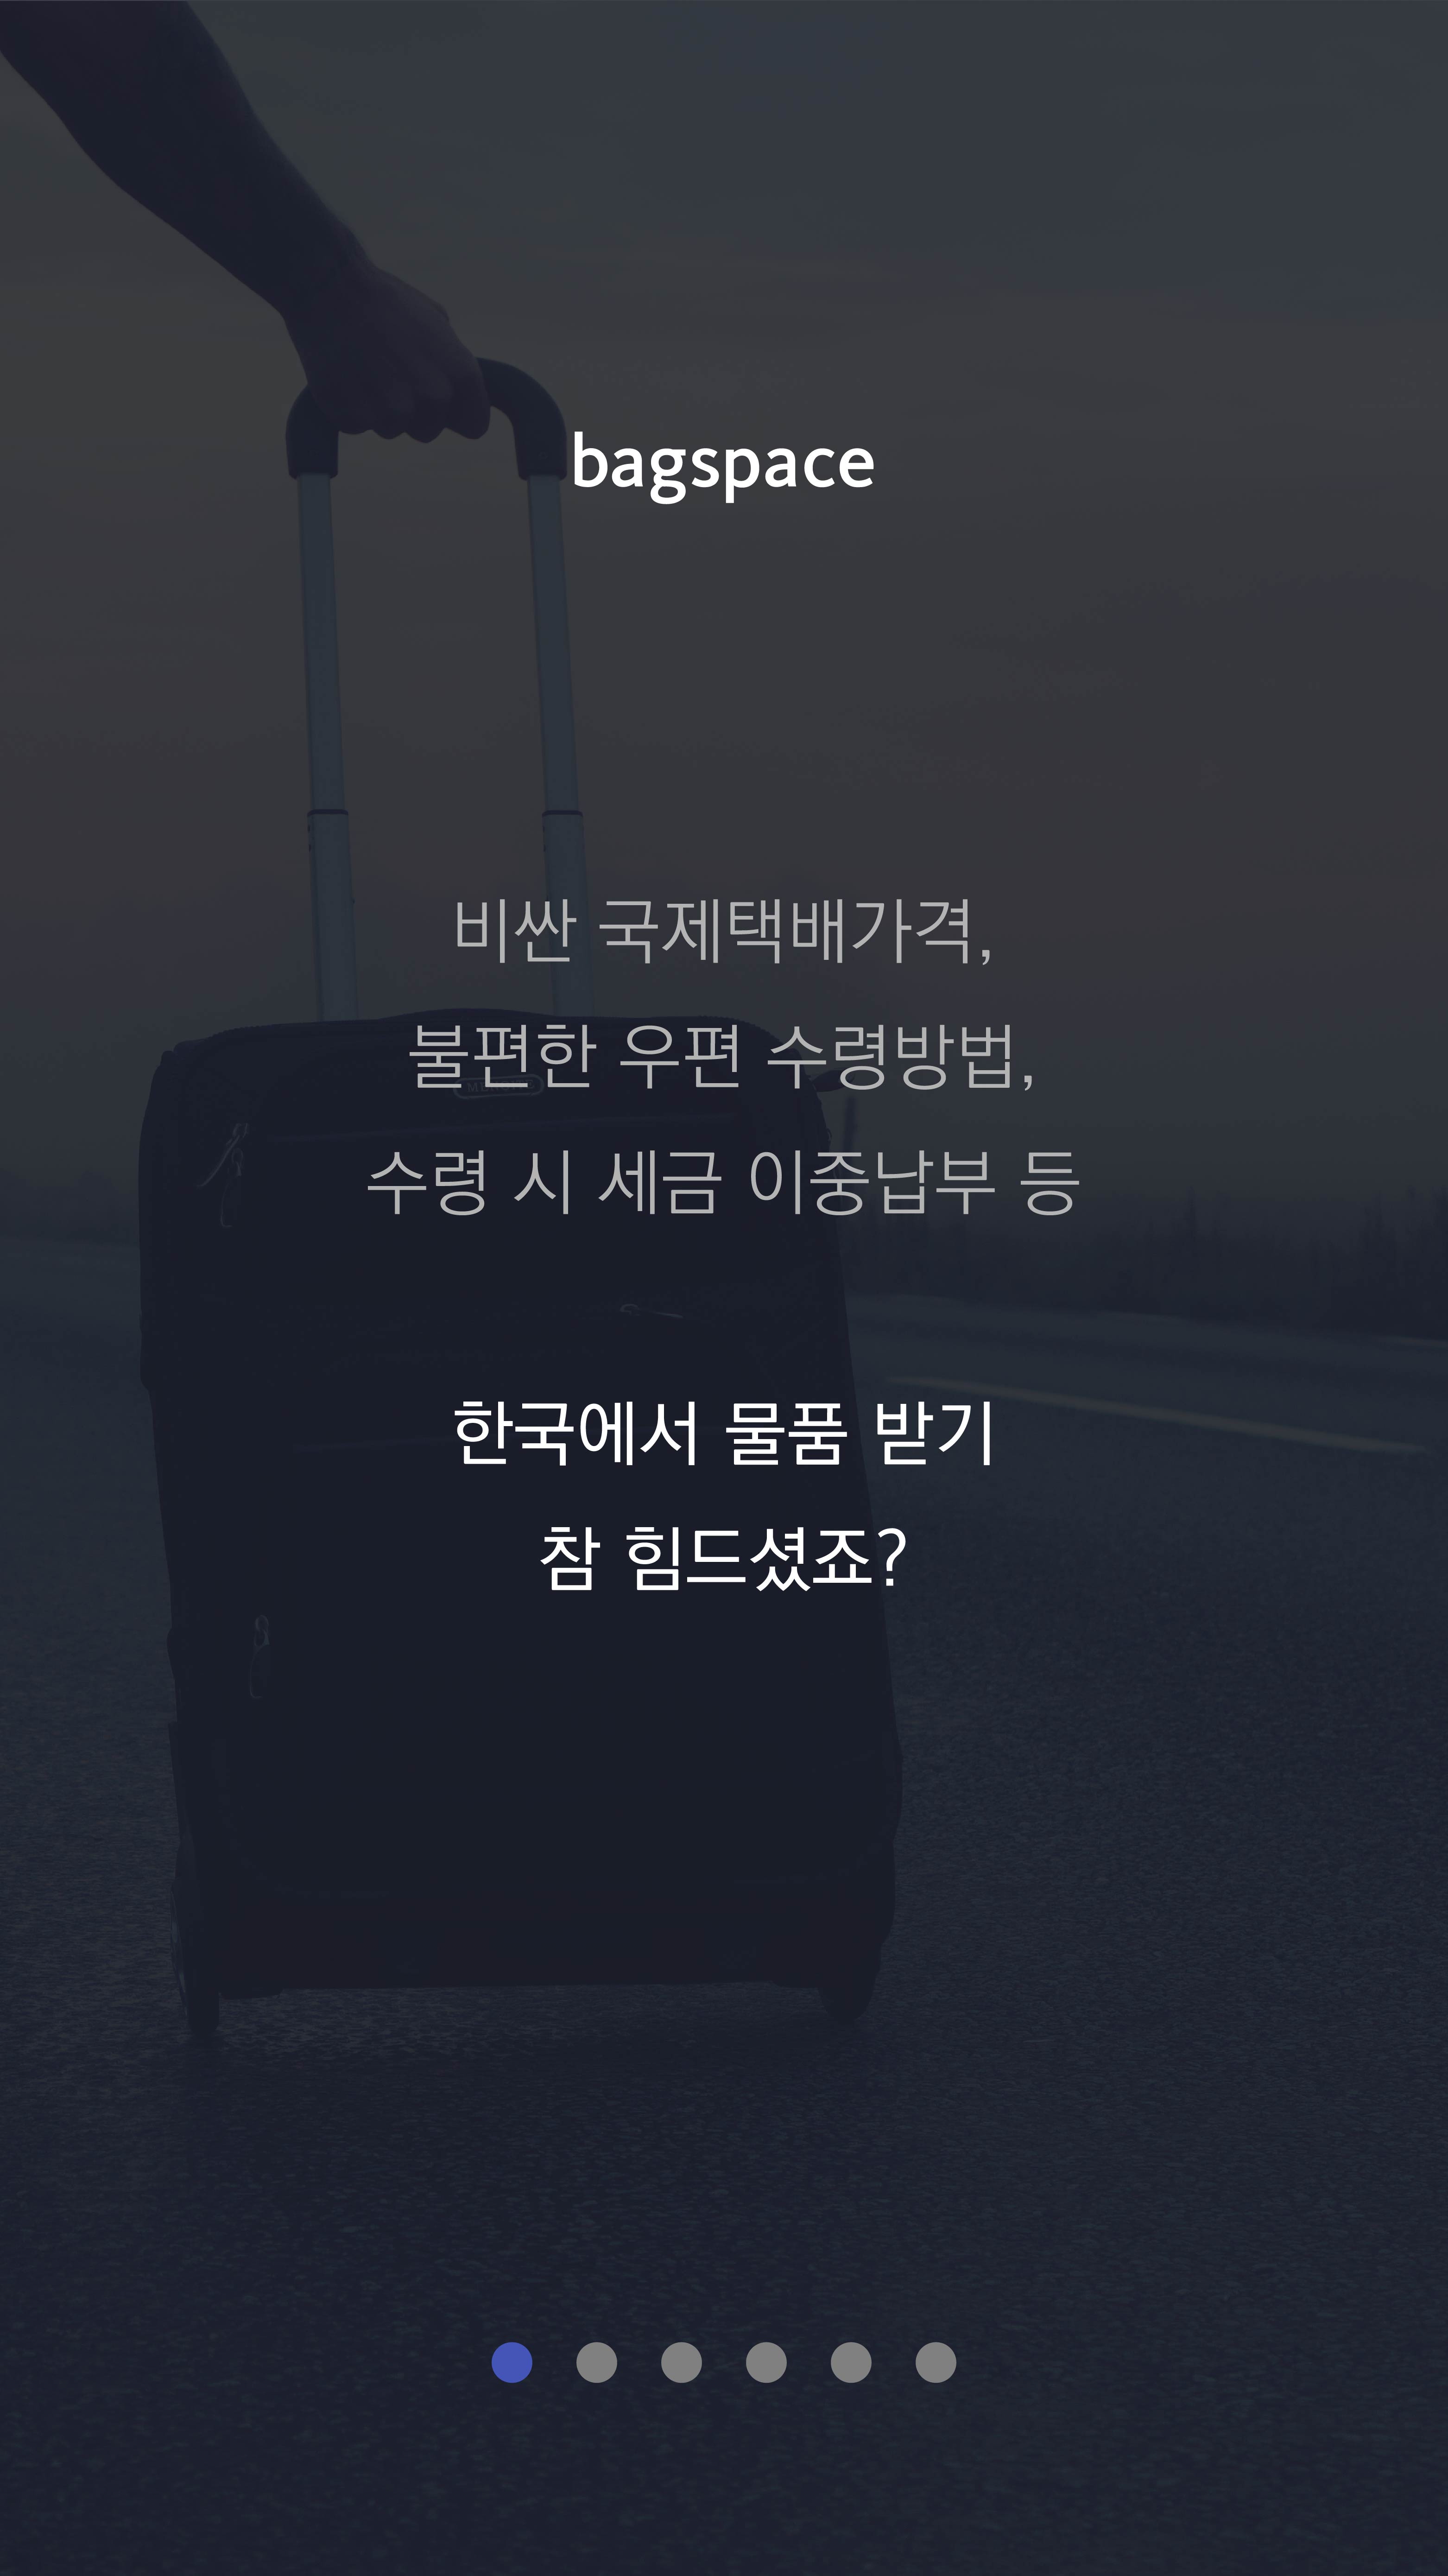 bagspace
비싼 국제택배가격,
불편한 우편 수령방법,
수령 시 세금 이중납부 등
한국에서 물품 받기
참 힘드셨죠?